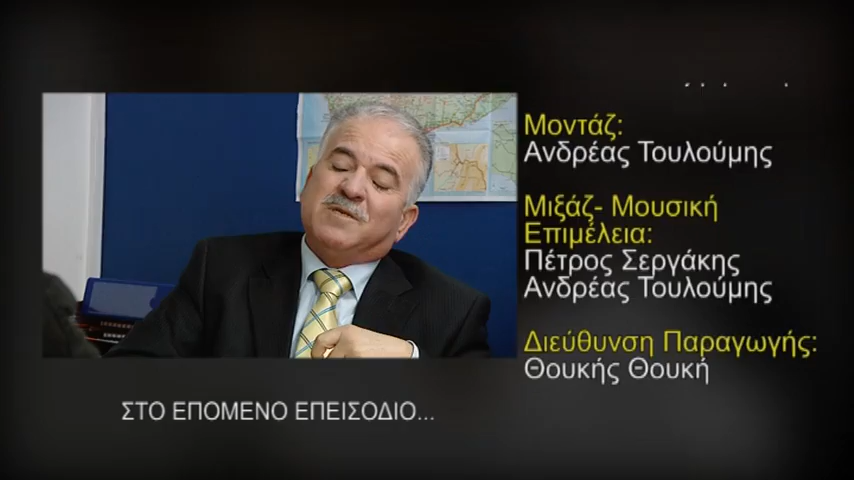 Μοντάζ:
Ανδρέας Τουλούμης
Μιξάζ- Μουσική
Επιμέλεια:
Πέτρος Σεργάκης
Ανδρέας Τουλούμης
Διεύθυνση Παραγωγής:
Θουκής Θουκή
ΣΤΟ ΕΠΟΜΕΝΟ ΕΠΕΙΣΟΔΙΟ...